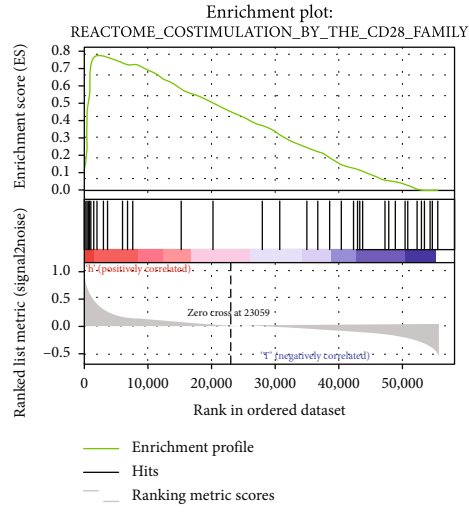 Enrichment plot:
REACTOME_COSTIMULATION_BY_THE_CD28_FAMILY
Enrichment score (ES)
0.8
0.7
0.6
0.5
0.4
0.3
0.2
0.1
0.0
Ranked list metric (signal2noise)
'h' (positively correlated)
1.0
0.5
0.0
−0.5
Zero cross at 23059
'l' (negatively correlated)
0
10,000
20,000
30,000
40,000
50,000
Rank in ordered dataset
Enrichment profile
Hits
Ranking metric scores